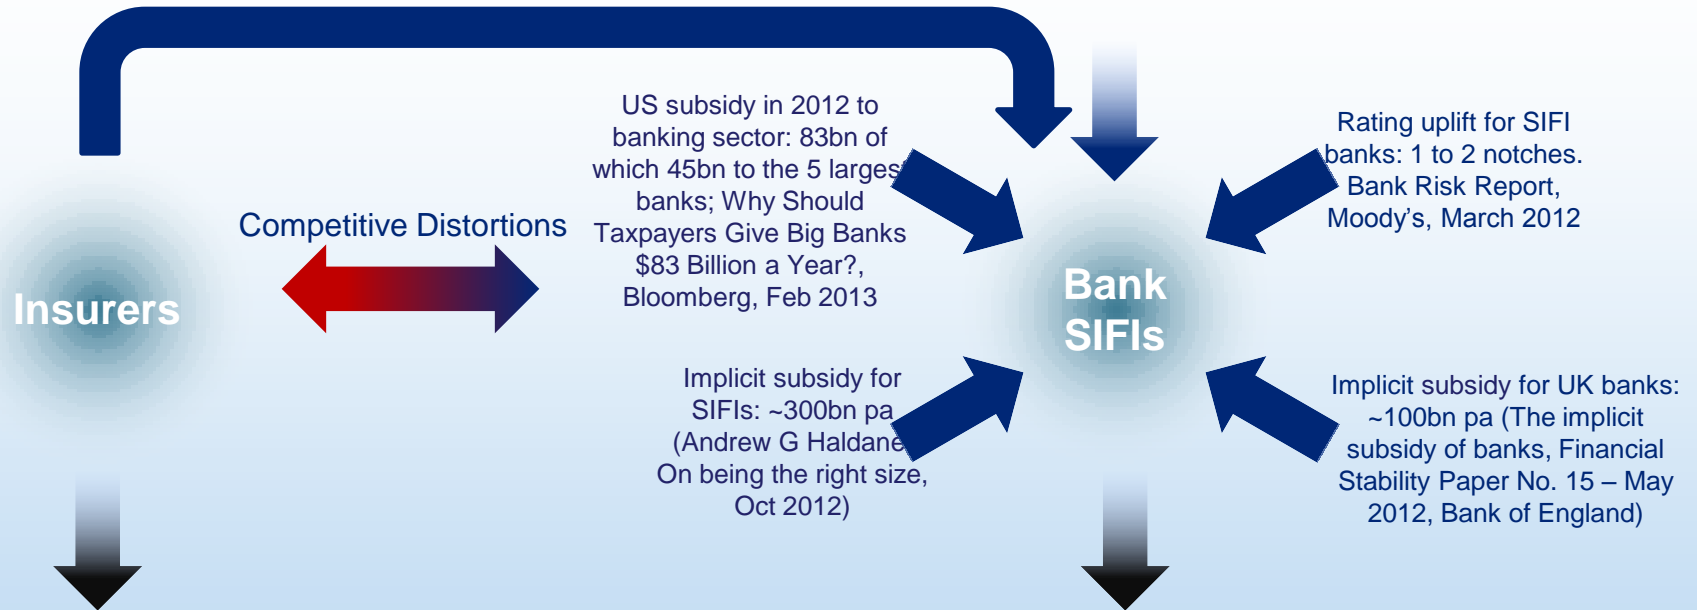 Insurers
Competitive Distortions
US subsidy in 2012 to
banking sector: 83bn of
which 45bn to the 5 largest
banks; Why Should
Taxpayers Give Big Banks
$83 Billion a Year?,
Bloomberg, Feb 2013
Implicit subsidy for
SIFIs: ~300bn pa
(Andrew G Haldane
On being the right size,
Oct 2012)
Bank
SIFIs
Rating uplift for SIFI
banks: 1 to 2 notches.
Bank Risk Report,
Moody's, March 2012
Implicit subsidy for UK banks:
~100bn pa (The implicit
subsidy of banks, Financial
Stability Paper No. 15 – May
2012, Bank of England)